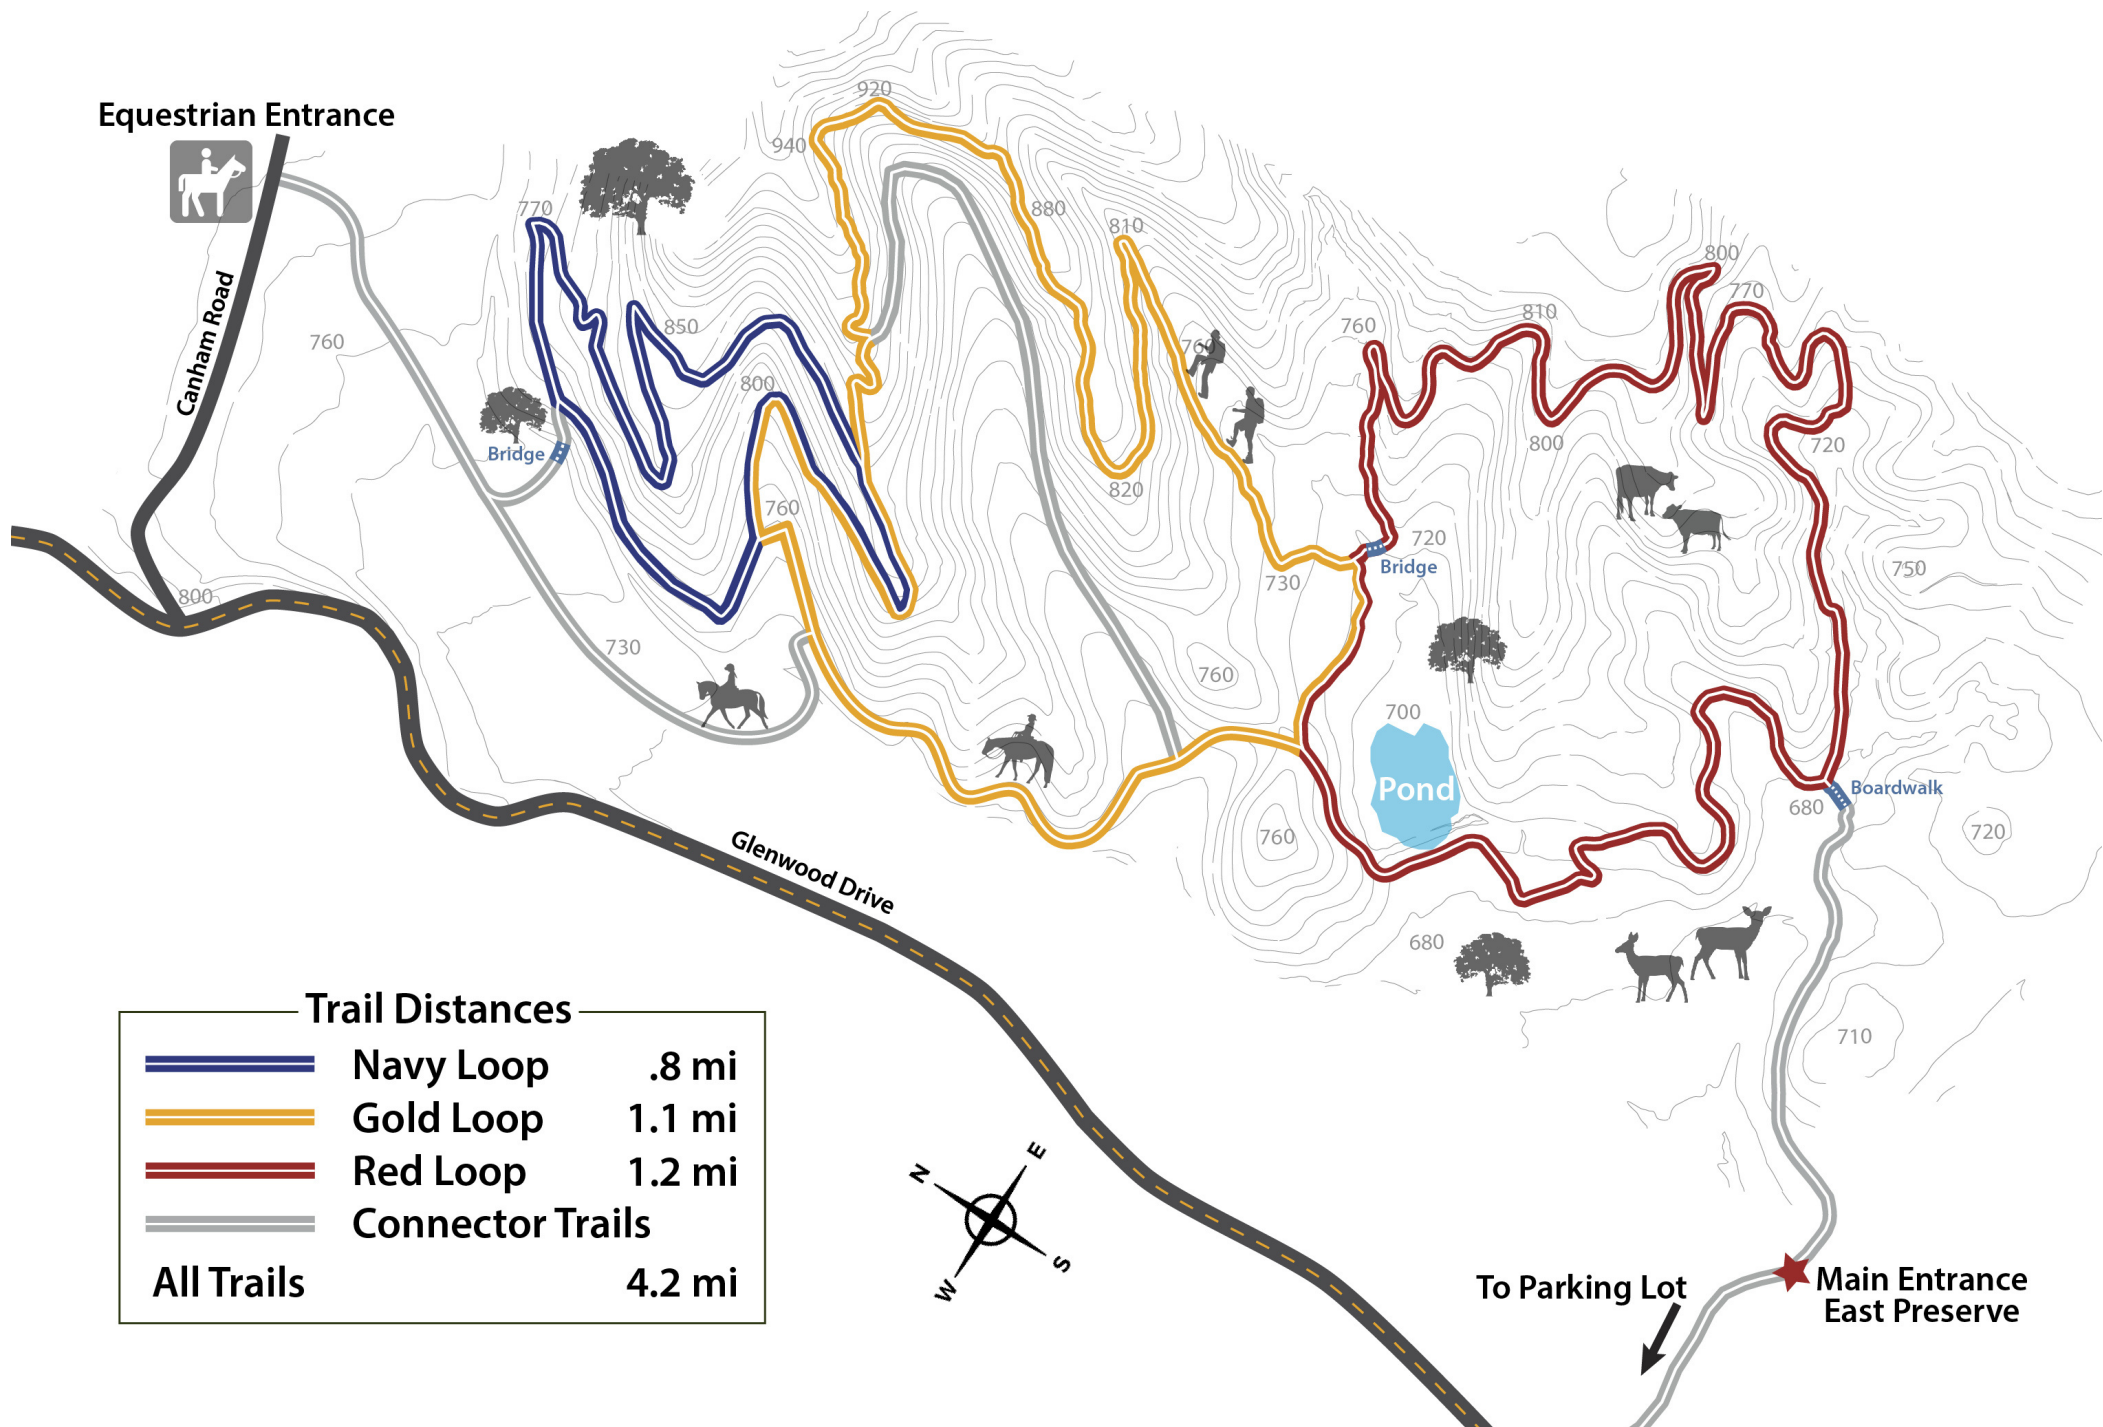 920
Equestrian Entrance
940
770
880
810
800
770
Canham Road
760
850
760
760
810
800
Bridge
820
800
720
760
720
Bridge
730
750
800
730
760
700
Pond
Boardwalk
680
760
720
Glenwood Drive
680
710
Trail Distances
Navy Loop .8 mi
Gold Loop 1.1 mi
Red Loop 1.2 mi
Connector Trails
All Trails 4.2 mi
N
E
S
W
To Parking Lot
Main Entrance
East Preserve